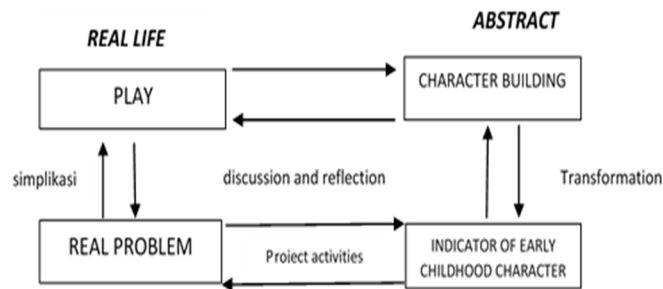 REAL LIFE
ABSTRACT
PLAY
CHARACTER BUILDING
simplikasi
discussion and reflection
Transformation
REAL PROBLEM
Project activities
INDICATOR OF EARLY
CHILDHOOD CHARACTER